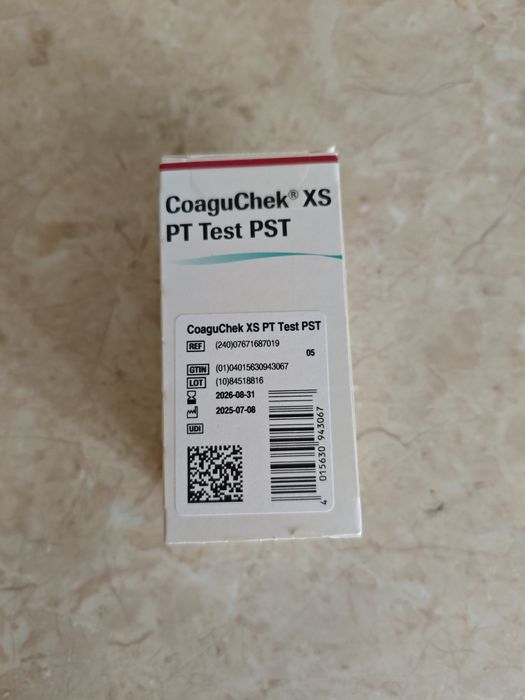 CoaguChek® XS
PT Test PST
CoaguChek XS PT Test PST
REF (240)07671687019
05
GTIN (01)04015630943067
LOT (10)84518816
2026-08-31
2025-07-08
UDI
4 015630 943067